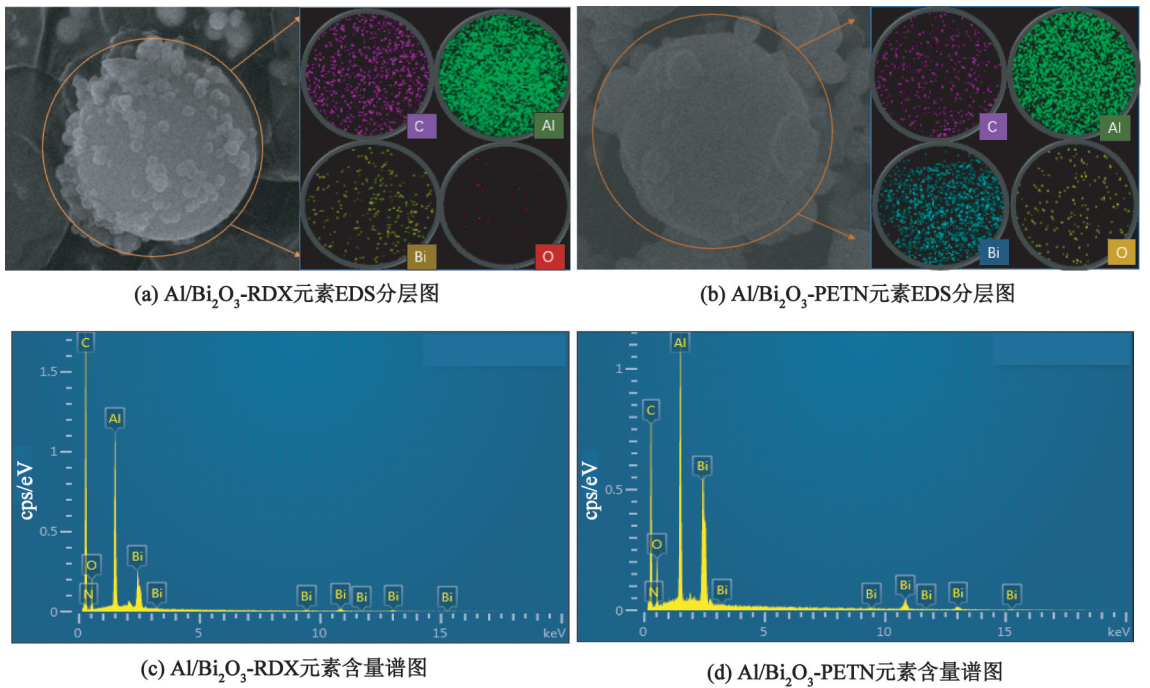 C
Al
Bi
O
C
Al
Bi
O
(a) Al/Bi₂O₃-RDX元素EDS分层图
(b) Al/Bi₂O₃-PETN元素EDS分层图
cps/eV
1.5
1
0.5
0
C
Al
O
N
Bi
Bi
Bi
Bi
Bi
Bi
Bi
0
5
10
15
keV
(c) Al/Bi₂O₃-RDX元素含量谱图
cps/eV
1
0.5
0
Al
C
Bi
O
N
Bi
Bi
Bi
Bi
Bi
Bi
0
5
10
15
keV
(d) Al/Bi₂O₃-PETN元素含量谱图